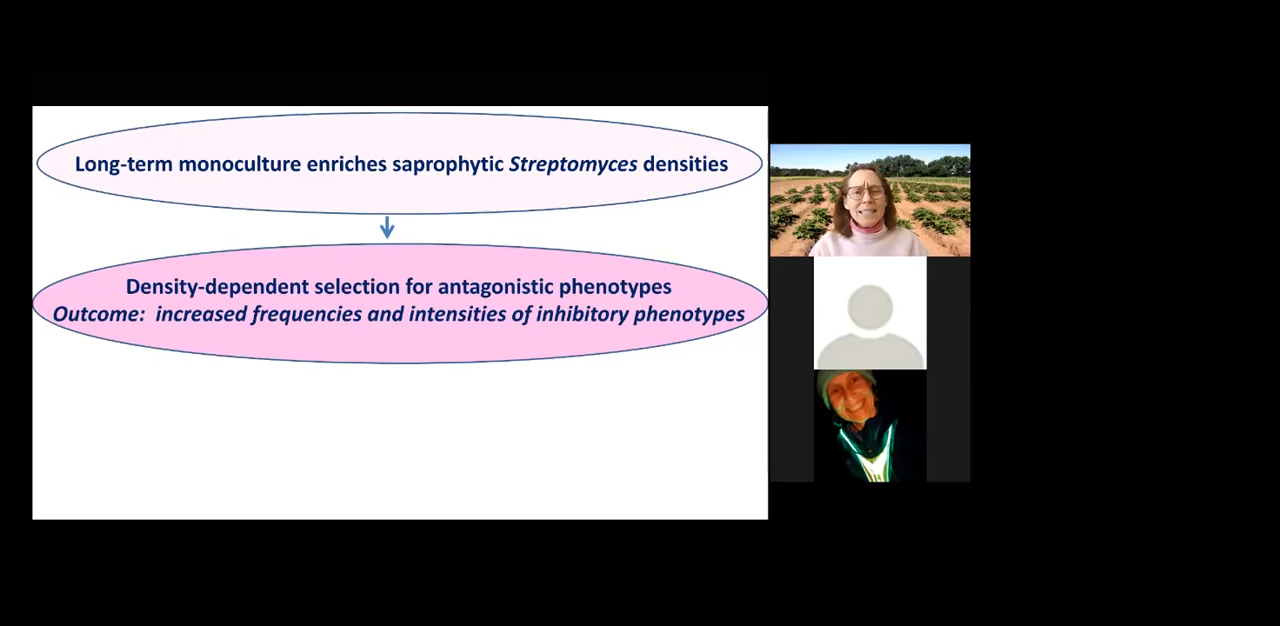 Long-term monoculture enriches saprophytic Streptomyces densities
Density-dependent selection for antagonistic phenotypes
Outcome: increased frequencies and intensities of inhibitory phenotypes